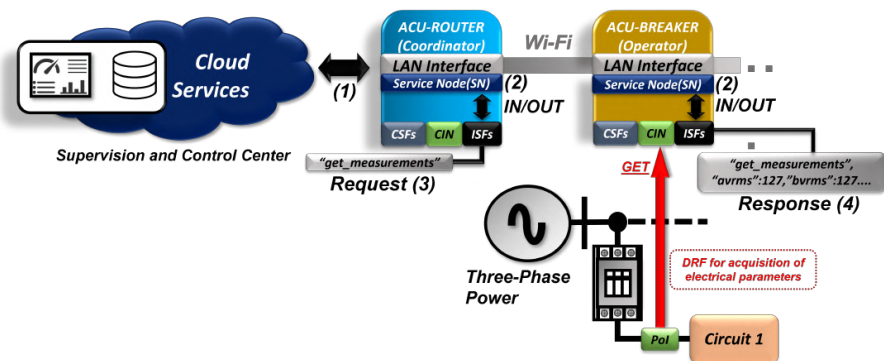 Cloud
Services
Supervision and Control Center
(1)
ACU-ROUTER
(Coordinator)
LAN Interface
Service Node(SN)
(2)
IN/OUT
CSFs
CIN
ISFs
"get_measurements"
Request (3)
Wi-Fi
ACU-BREAKER
(Operator)
LAN Interface
Service Node(SN)
(2)
IN/OUT
CSFs
CIN
ISFs
"get_measurements",
"avrms":127,"bvrms":127....
Response (4)
GET
Three-Phase
Power
DRF for acquisition of
electrical parameters
PoI
Circuit 1